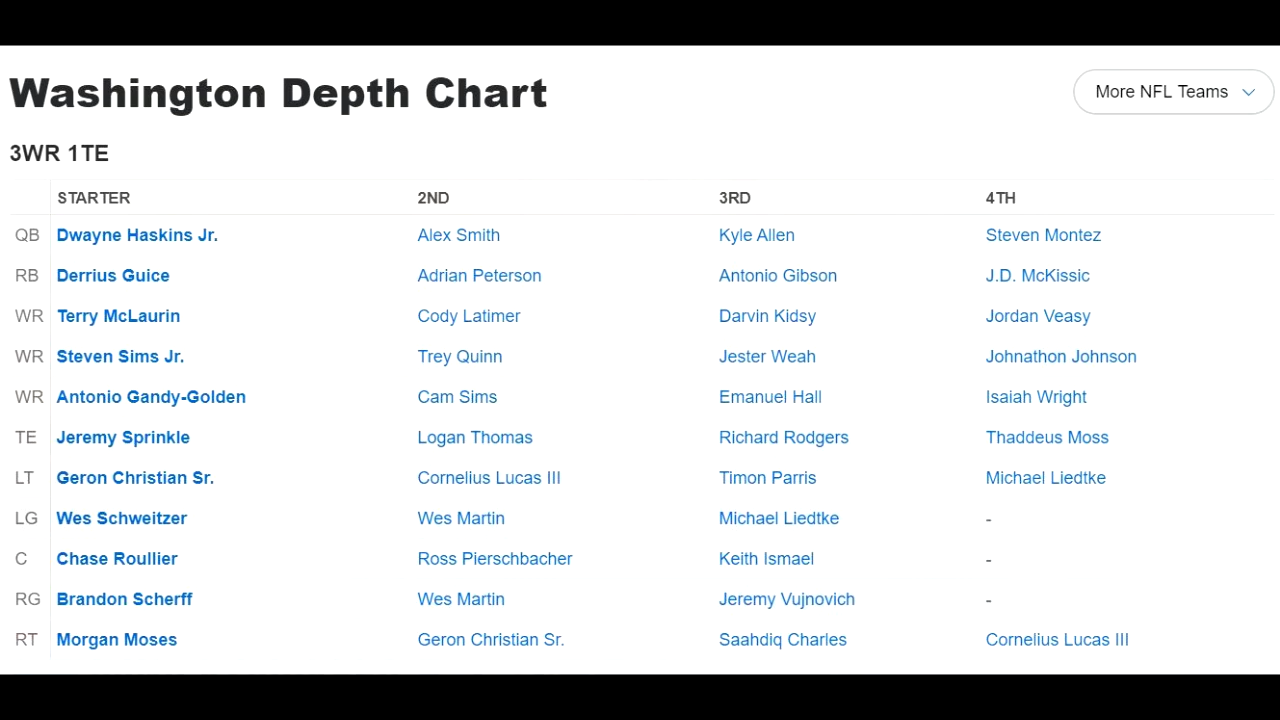 Washington Depth Chart
More NFL Teams
3WR 1TE
STARTER 2ND 3RD 4TH
QB Dwayne Haskins Jr. Alex Smith Kyle Allen Steven Montez
RB Derrius Guice Adrian Peterson Antonio Gibson J.D. McKissic
WR Terry McLaurin Cody Latimer Darvin Kidsy Jordan Veasy
WR Steven Sims Jr. Trey Quinn Jester Weah Johnathon Johnson
WR Antonio Gandy-Golden Cam Sims Emanuel Hall Isaiah Wright
TE Jeremy Sprinkle Logan Thomas Richard Rodgers Thaddeus Moss
LT Geron Christian Sr. Cornelius Lucas III Timon Parris Michael Liedtke
LG Wes Schweitzer Wes Martin Michael Liedtke -
C Chase Roullier Ross Pierschbacher Keith Ismael -
RG Brandon Scherff Wes Martin Jeremy Vujnovich -
RT Morgan Moses Geron Christian Sr. Saahdiq Charles Cornelius Lucas III